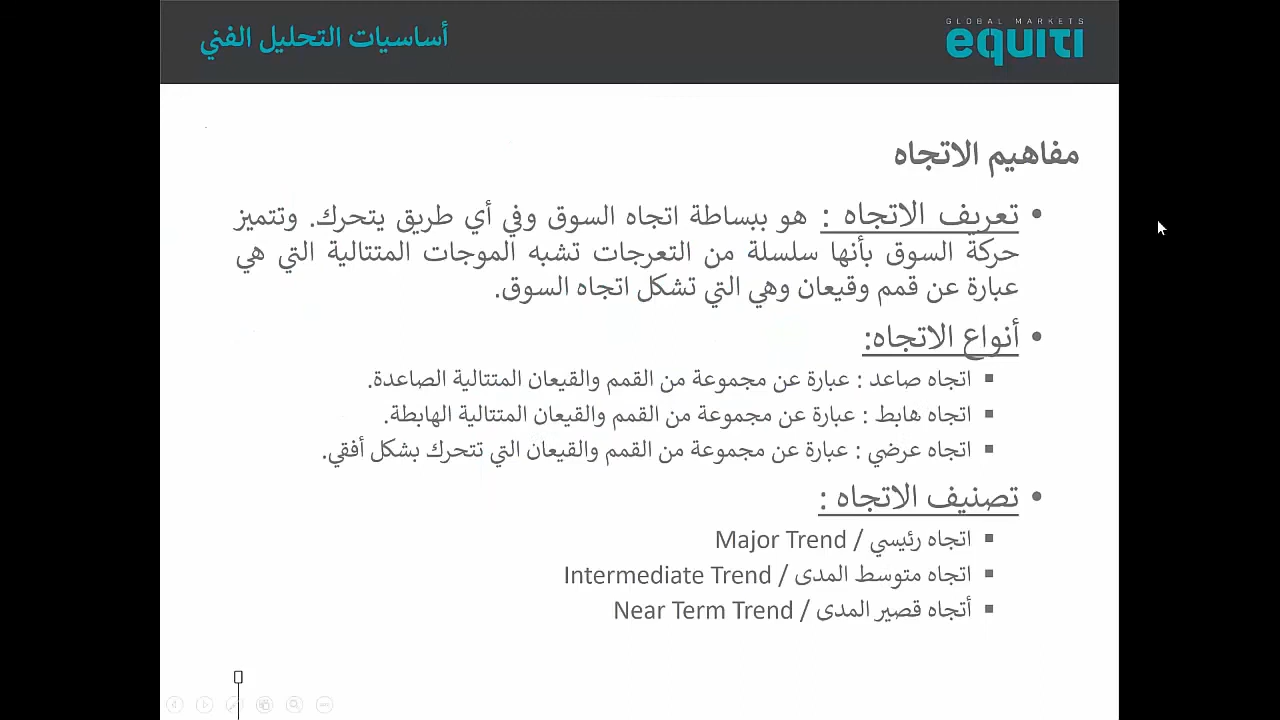 أساسيات التحليل الفني
GLOBAL MARKETS
equiti
مفاهيم الاتجاه
• تعريف الاتجاه : هو ببساطة اتجاه السوق وفي أي طريق يتحرك. وتتميز
حركة السوق بأنها سلسلة من التعرجات تشبه الموجات المتتالية التي هي
عبارة عن قمم وقيعان وهي التي تشكل اتجاه السوق.
• أنواع الاتجاه:
▪ اتجاه صاعد : عبارة عن مجموعة من القمم والقيعان المتتالية الصاعدة.
▪ اتجاه هابط : عبارة عن مجموعة من القمم والقيعان المتتالية الهابطة.
▪ اتجاه عرضي : عبارة عن مجموعة من القمم والقيعان التي تتحرك بشكل أفقي.
• تصنيف الاتجاه :
▪ اتجاه رئيسي / Major Trend
▪ اتجاه متوسط المدى / Intermediate Trend
▪ أتجاه قصير المدى / Near Term Trend